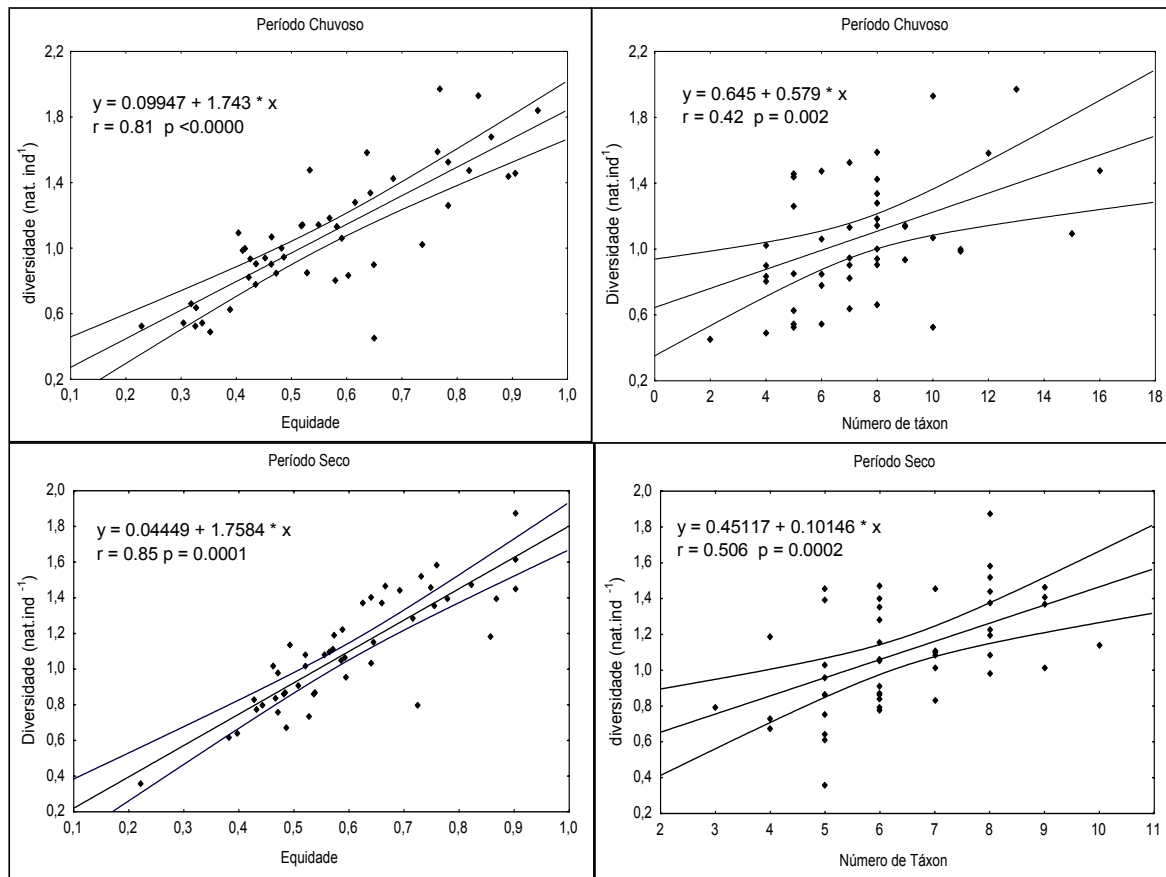 Período Chuvoso
y = 0.09947 + 1.743 * x
r = 0.81 p <0.0000
diversidade (nat. ind¹)
2,2
1,8
1,4
1,0
0,6
0,2
0,1 0,2 0,3 0,4 0,5 0,6 0,7 0,8 0,9 1,0
Equidade
Período Chuvoso
y = 0.645 + 0.579 * x
r = 0.42 p = 0.002
Diversidade (nat. ind¹)
2,2
1,8
1,4
1,0
0,6
0,2
0 2 4 6 8 10 12 14 16 18
Número de táxon
Período Seco
y = 0.04449 + 1.7584 * x
r = 0.85 p = 0.0001
Diversidade (nat.ind ⁻¹)
2,0
1,8
1,6
1,4
1,2
1,0
0,8
0,6
0,4
0,2
0,1 0,2 0,3 0,4 0,5 0,6 0,7 0,8 0,9 1,0
Equidade
Período Seco
y = 0.45117 + 0.10146 * x
r = 0.506 p = 0.0002
diversidade (nat.ind⁻¹)
2,0
1,8
1,6
1,4
1,2
1,0
0,8
0,6
0,4
0,2
2 3 4 5 6 7 8 9 10 11
Número de Táxon